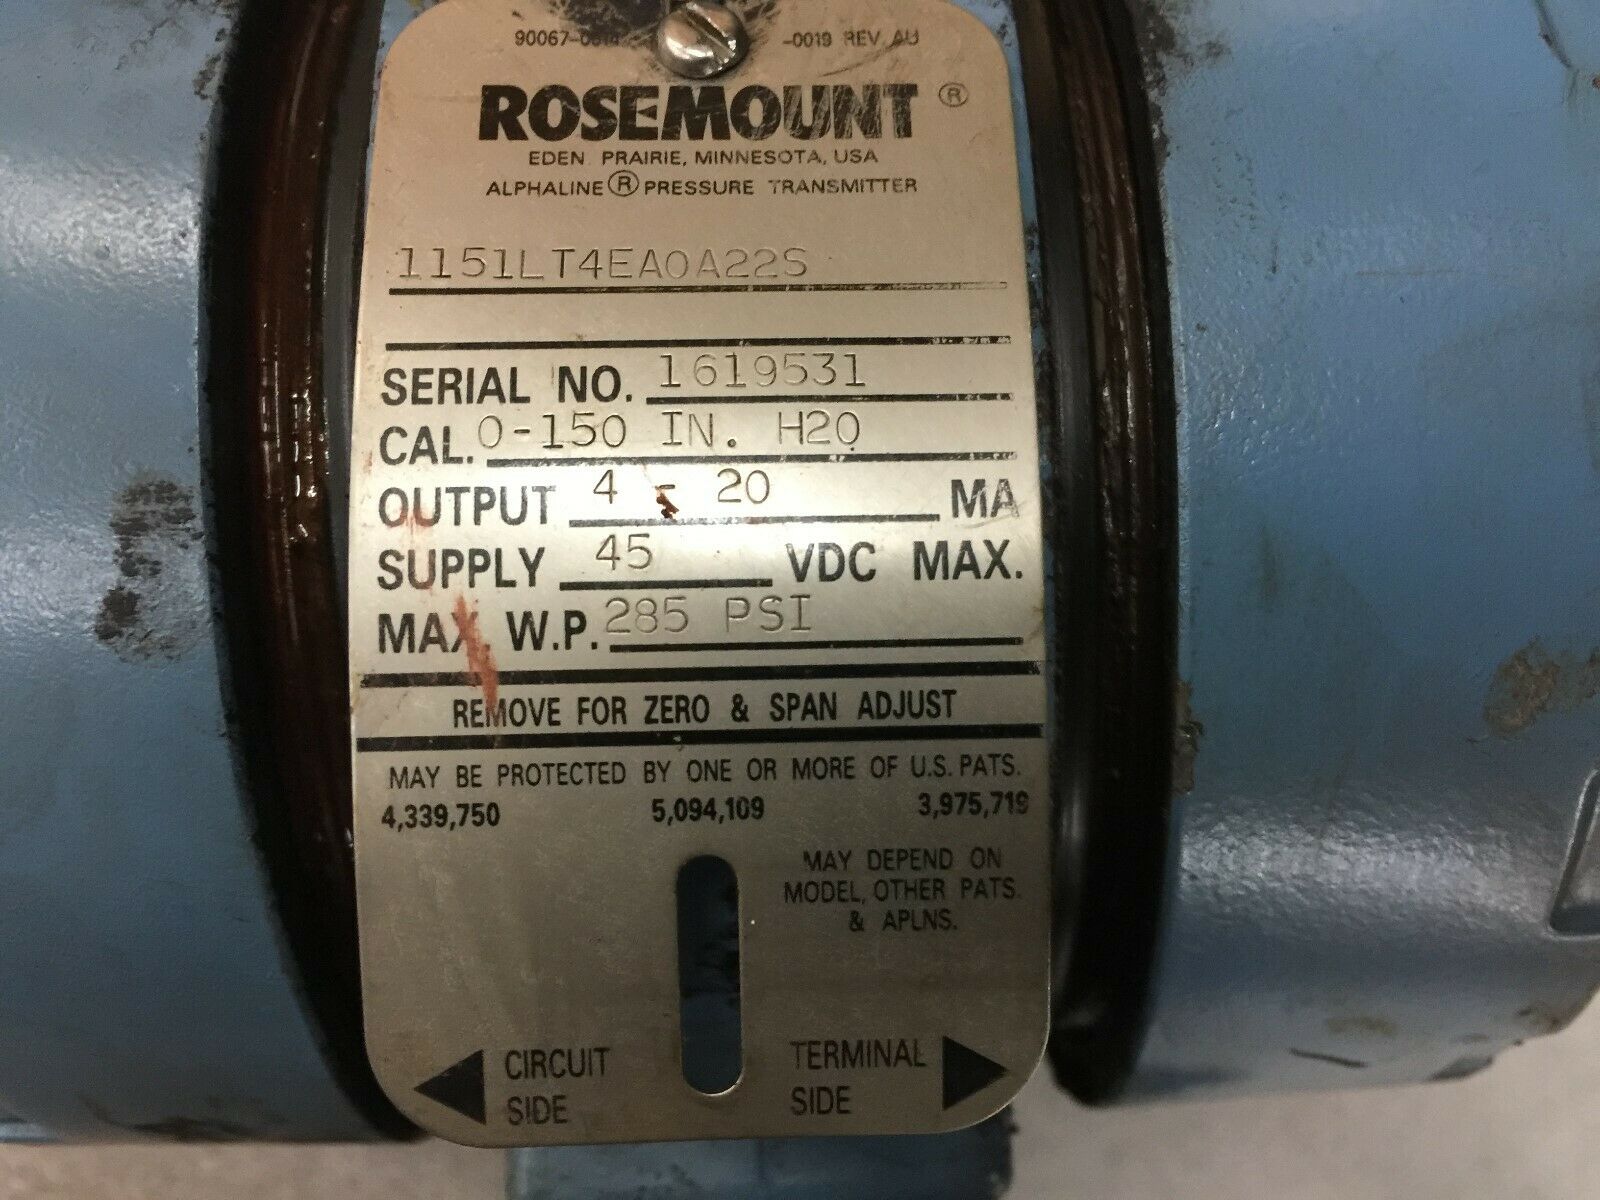 -0019 REV AU
ROSEMOUNT ®
EDEN PRAIRIE, MINNESOTA, USA
ALPHALINE ® PRESSURE TRANSMITTER
1151LT4EA0A22S
SERIAL NO. 1619531
CAL. 0-150 IN. H20
OUTPUT 4 - 20 MA
SUPPLY 45 VDC MAX.
MAX. W.P. 285 PSI
REMOVE FOR ZERO & SPAN ADJUST
MAY BE PROTECTED BY ONE OR MORE OF U.S. PATS.
4,339,750 5,094,109 3,975,719
MAY DEPEND ON
MODEL, OTHER PATS.
& APLNS.
CIRCUIT SIDE
TERMINAL SIDE